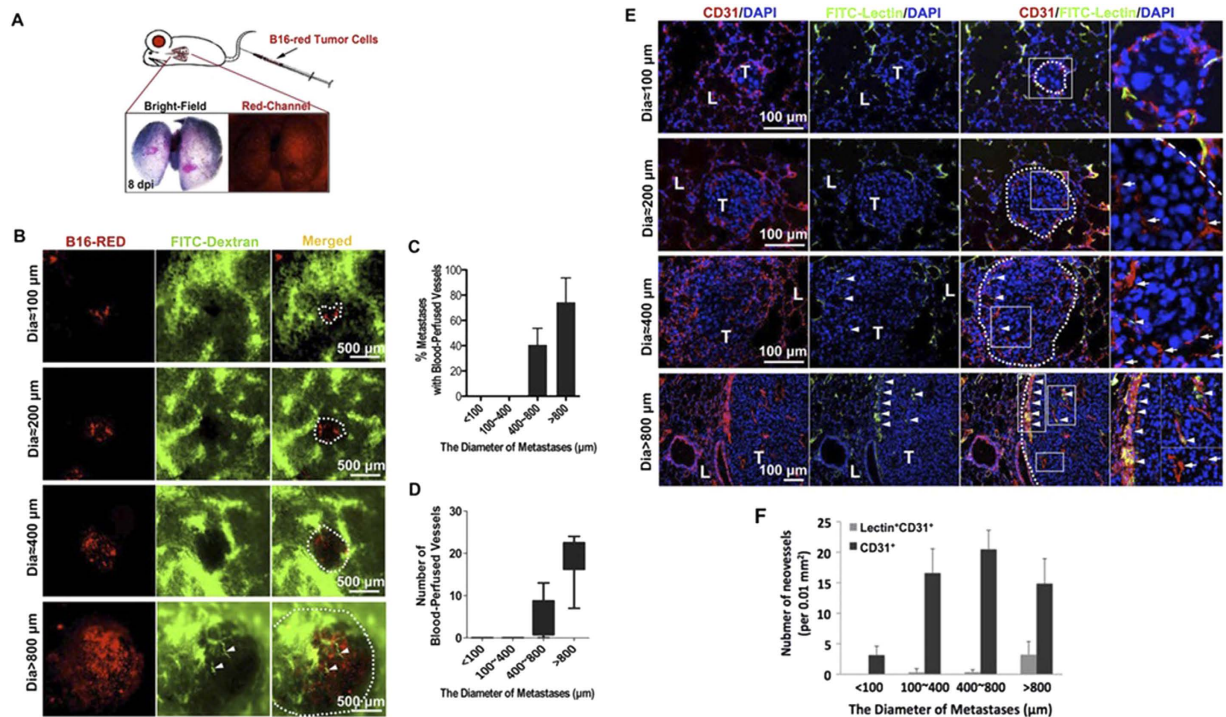 A
B16-red Tumor Cells
Bright-Field
Red-Channel
8 dpi
B
B16-RED
FITC-Dextran
Merged
Dia≈100 μm
500 μm
Dia≈200 μm
500 μm
Dia≈400 μm
500 μm
Dia>800 μm
500 μm
C
% Metastases
with Blood-Perfused Vessels
100
80
60
40
20
0
<100
100~400
400~800
>800
The Diameter of Metastases (μm)
D
Number of
Blood-Perfused Vessels
30
20
10
0
<100
100~400
400~800
>800
The Diameter of Metastases (μm)
E
CD31/DAPI
FITC-Lectin/DAPI
CD31/FITC-Lectin/DAPI
Dia≈100 μm
T
L
100 μm
T
L
Dia≈200 μm
L
T
100 μm
L
T
Dia≈400 μm
L
T
100 μm
L
T
Dia>800 μm
L
T
100 μm
L
T
F
Nubmer of neovessels
(per 0.01 mm²)
25
20
15
10
5
0
Lectin⁺CD31⁺
CD31⁺
<100
100~400
400~800
>800
The Diameter of Metastases (μm)